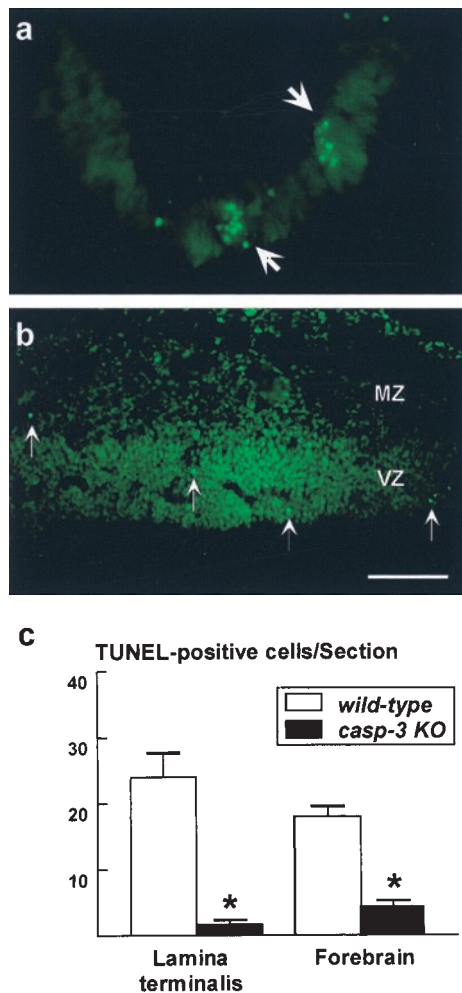 a
b
MZ
VZ
c
TUNEL-positive cells/Section
40
30
20
10
wild-type
casp-3 KO
*
*
Lamina
terminalis
Forebrain